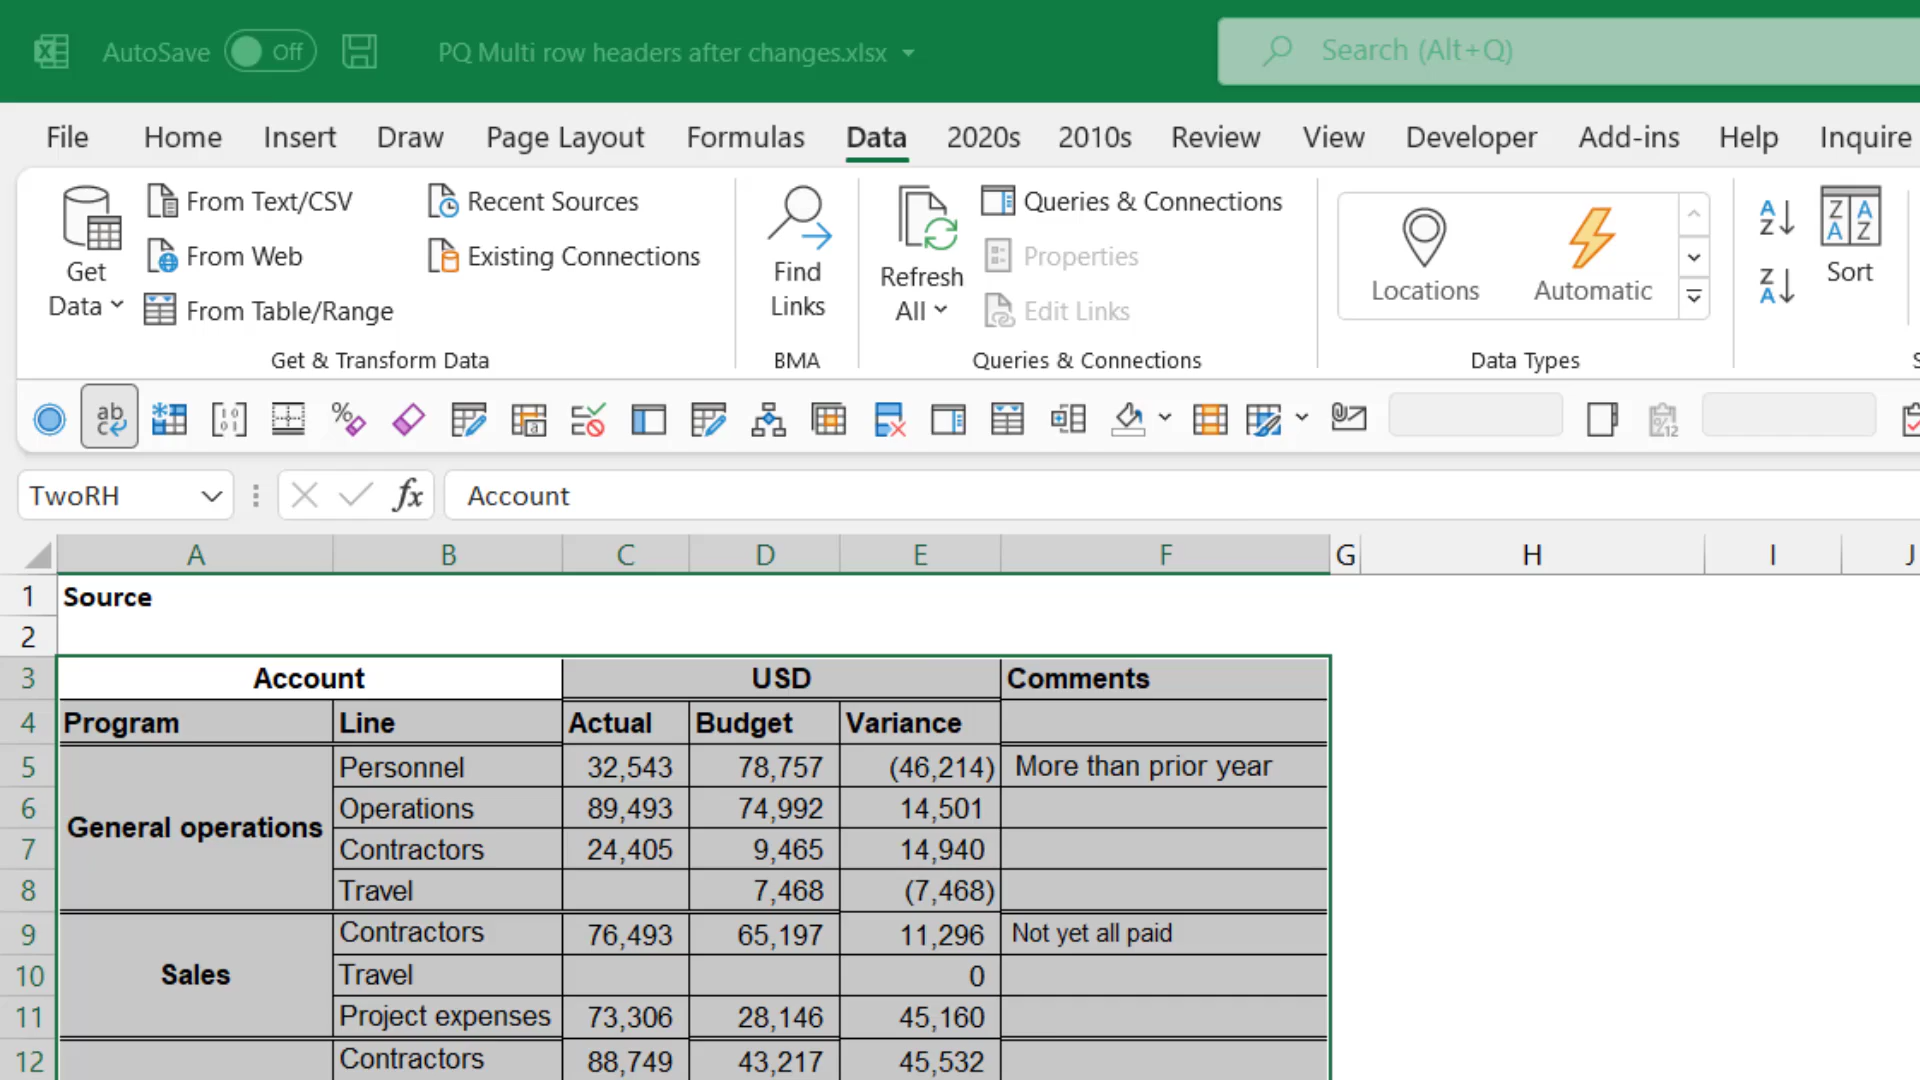 AutoSave Off PQ Multi row headers after changes.xlsx Search (Alt+Q)
File Home Insert Draw Page Layout Formulas Data 2020s 2010s Review View Developer Add-ins Help Inquire
Get Data
From Text/CSV
From Web
From Table/Range
Recent Sources
Existing Connections
Get & Transform Data
Find Links
BMA
Refresh All
Queries & Connections
Properties
Edit Links
Queries & Connections
Locations
Automatic
Data Types
Sort
TwoRH fx Account
A B C D E F G H I J
1 Source
2
3 Account USD Comments
4 Program Line Actual Budget Variance
5 Personnel 32,543 78,757 (46,214) More than prior year
6 Operations 89,493 74,992 14,501
General operations
7 Contractors 24,405 9,465 14,940
8 Travel 7,468 (7,468)
9 Contractors 76,493 65,197 11,296 Not yet all paid
10 Sales Travel 0
11 Project expenses 73,306 28,146 45,160
12 Contractors 88,749 43,217 45,532